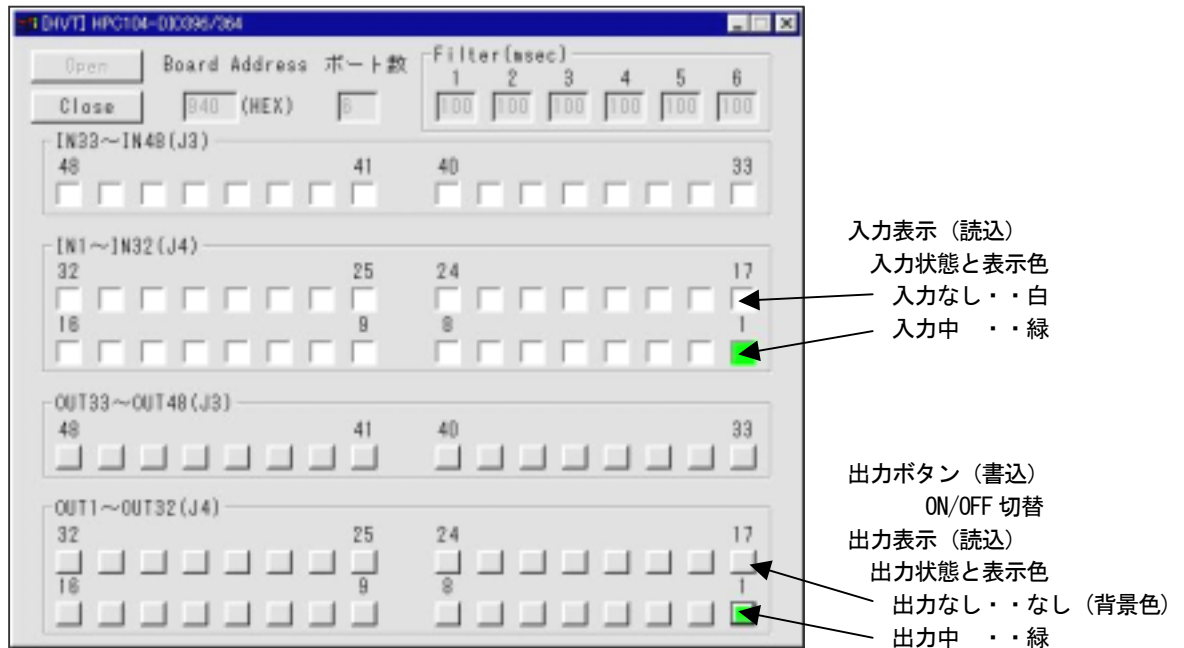 [HVT] HPC104-DIO096/364
Open Board Address ポート数 Filter(msec)
1 2 3 4 5 6
Close 940 (HEX) 6 100 100 100 100 100 100
IN33～IN48(J3)
48 41 40 33
IN1～IN32(J4)
32 25 24 17
16 9 8 1
OUT33～OUT48(J3)
48 41 40 33
OUT1～OUT32(J4)
32 25 24 17
16 9 8 1
入力表示（読込）
入力状態と表示色
入力なし・・白
入力中 ・・緑
出力ボタン（書込）
ON/OFF 切替
出力表示（読込）
出力状態と表示色
出力なし・・なし（背景色）
出力中 ・・緑